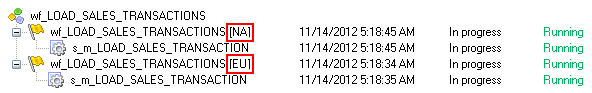 wf_LOAD_SALES_TRANSACTIONS
wf_LOAD_SALES_TRANSACTIONS [NA] 11/14/2012 5:18:45 AM In progress Running
s_m_LOAD_SALES_TRANSACTION 11/14/2012 5:18:45 AM In progress Running
wf_LOAD_SALES_TRANSACTIONS [EU] 11/14/2012 5:18:34 AM In progress Running
s_m_LOAD_SALES_TRANSACTION 11/14/2012 5:18:35 AM In progress Running